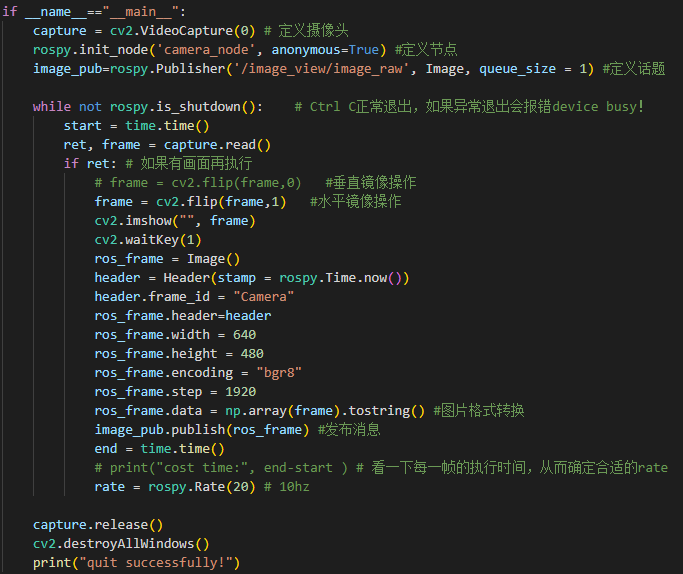 if __name__=="__main__":
    capture = cv2.VideoCapture(0) # 定义摄像头
    rospy.init_node('camera_node', anonymous=True) #定义节点
    image_pub=rospy.Publisher('/image_view/image_raw', Image, queue_size = 1) #定义话题

    while not rospy.is_shutdown():    # Ctrl C正常退出，如果异常退出会报错device busy！
        start = time.time()
        ret, frame = capture.read()
        if ret: # 如果有画面再执行
            # frame = cv2.flip(frame,0)   #垂直镜像操作
            frame = cv2.flip(frame,1)   #水平镜像操作
            cv2.imshow("", frame)
            cv2.waitKey(1)
            ros_frame = Image()
            header = Header(stamp = rospy.Time.now())
            header.frame_id = "Camera"
            ros_frame.header=header
            ros_frame.width = 640
            ros_frame.height = 480
            ros_frame.encoding = "bgr8"
            ros_frame.step = 1920
            ros_frame.data = np.array(frame).tostring() #图片格式转换
            image_pub.publish(ros_frame) #发布消息
            end = time.time()
            # print("cost time:", end-start ) # 看一下每一帧的执行时间，从而确定合适的rate
            rate = rospy.Rate(20) # 10hz

    capture.release()
    cv2.destroyAllWindows()
    print("quit successfully!")